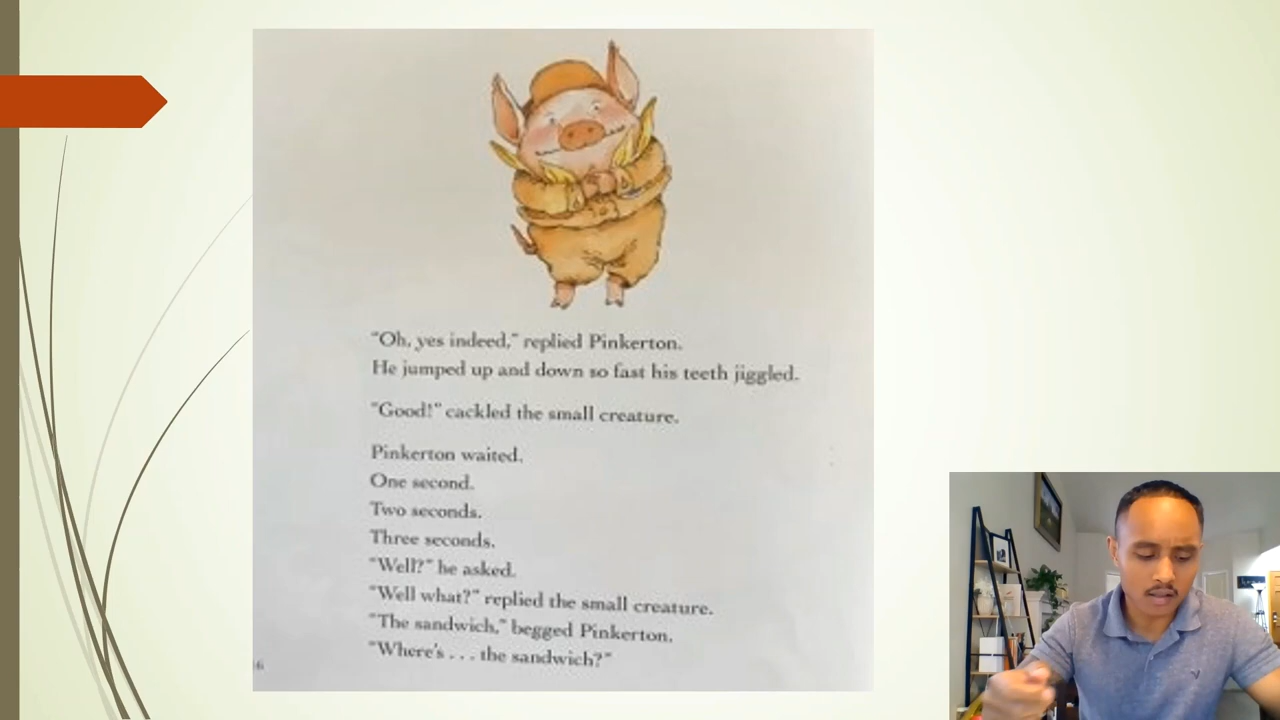 "Oh, yes indeed," replied Pinkerton.
He jumped up and down so fast his teeth jiggled.
"Good!" cackled the small creature.
Pinkerton waited.
One second.
Two seconds.
Three seconds.
"Well?" he asked.
"Well what?" replied the small creature.
"The sandwich," begged Pinkerton.
"Where's . . . the sandwich?"
6